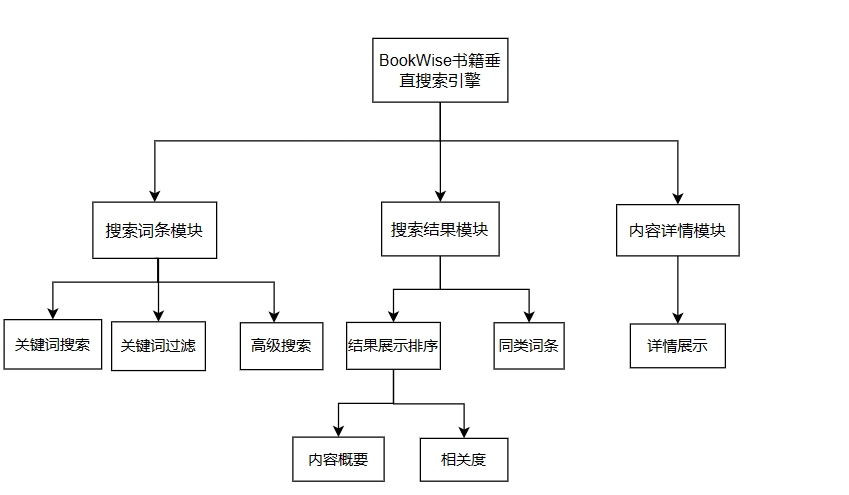 BookWise书籍垂
直搜索引擎
搜索词条模块
搜索结果模块
内容详情模块
关键词搜索
关键词过滤
高级搜索
结果展示排序
同类词条
详情展示
内容概要
相关度